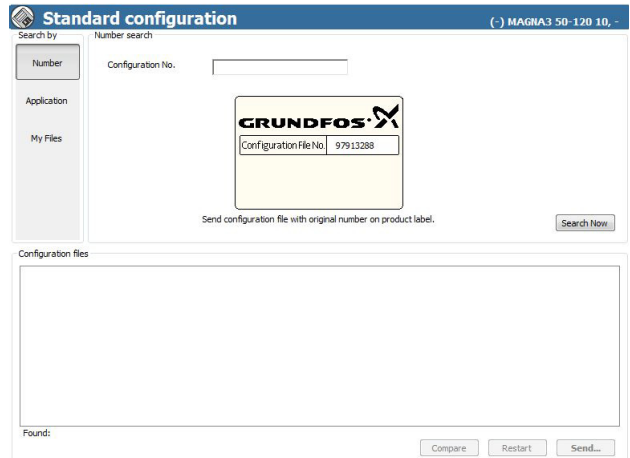 Standard configuration
(-) MAGNA3 50-120 10, -
Search by
Number search
Number
Configuration No.
Application
My Files
GRUNDFOS
Configuration File No. 97913288
Send configuration file with original number on product label.
Search Now
Configuration files
Found:
Compare Restart Send...